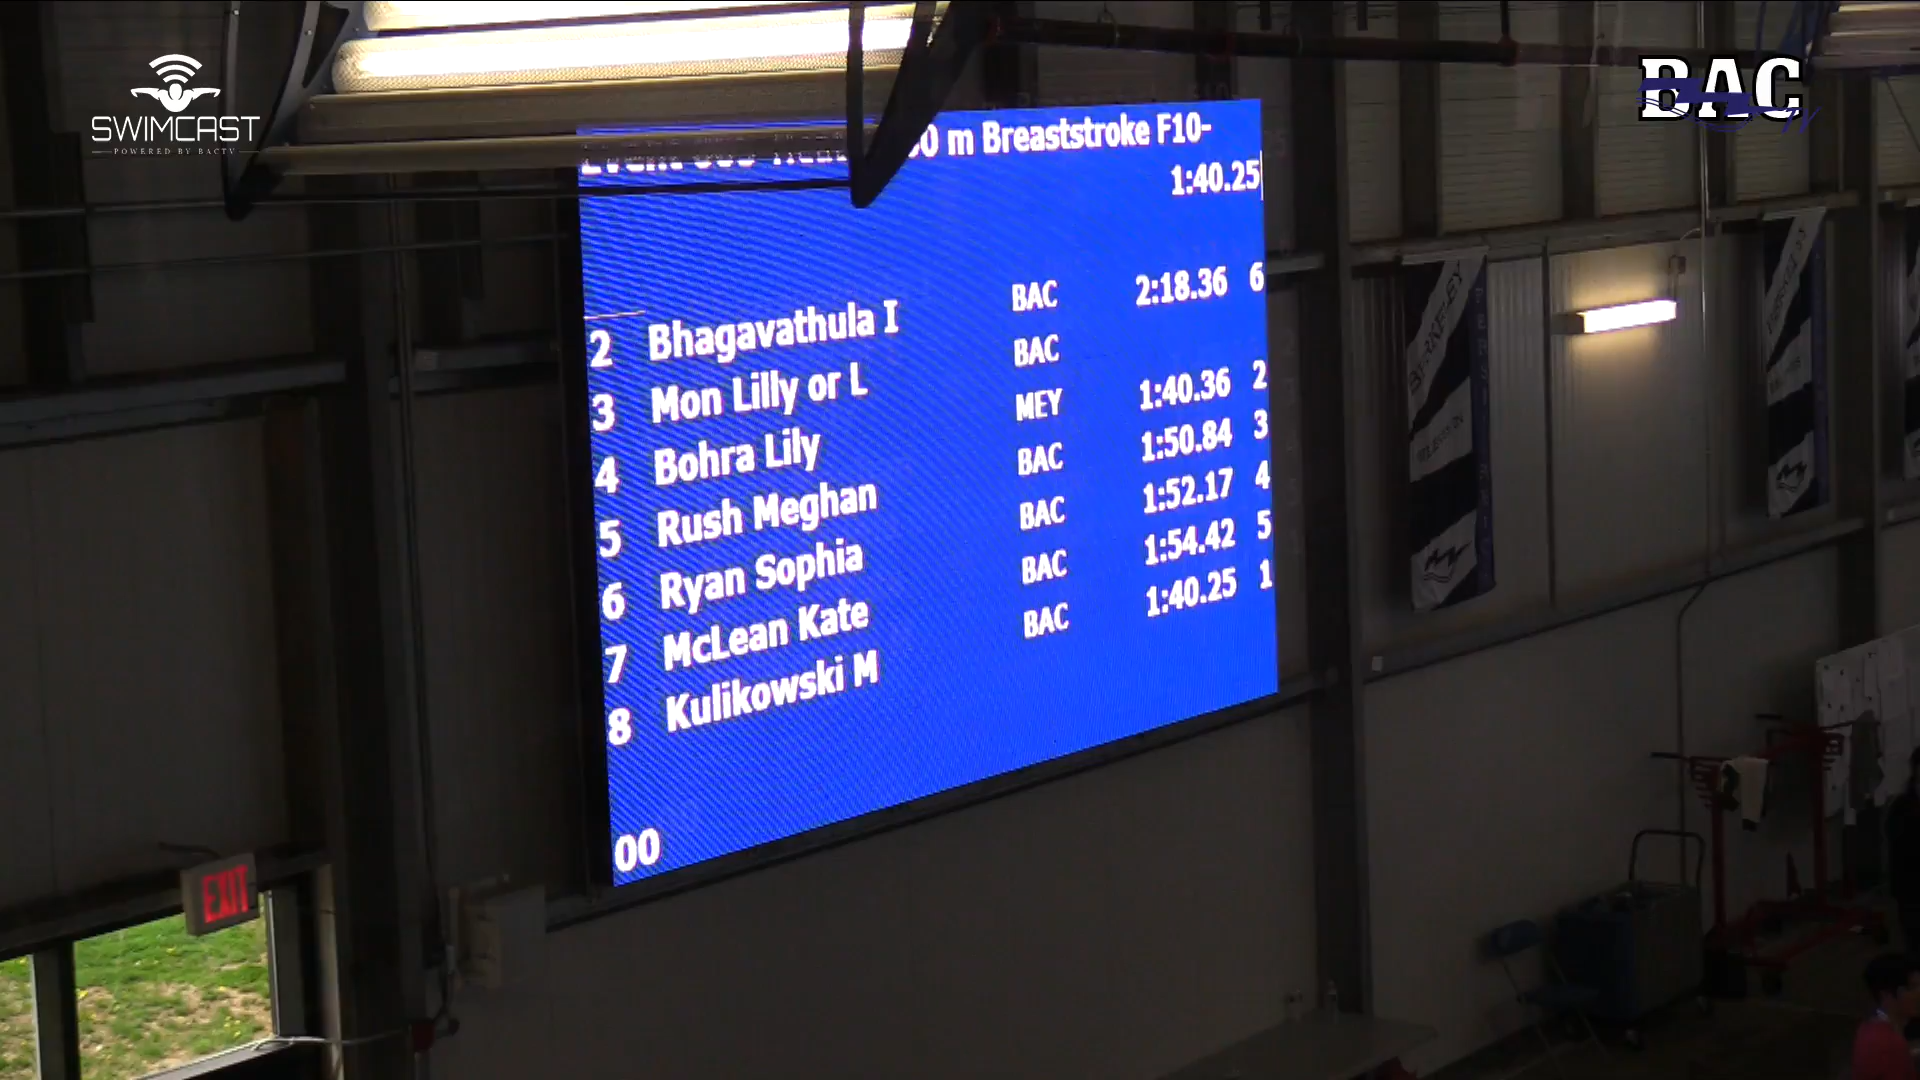 SWIMCAST
POWERED BY BACTV
BAC
TV
Event m Breaststroke F10-
1:40.25
2 Bhagavathula I BAC 2:18.36 6
3 Mon Lilly or L BAC
4 Bohra Lily MEY 1:40.36 2
5 Rush Meghan BAC 1:50.84 3
6 Ryan Sophia BAC 1:52.17 4
7 McLean Kate BAC 1:54.42 5
8 Kulikowski M BAC 1:40.25 1
00
EXIT